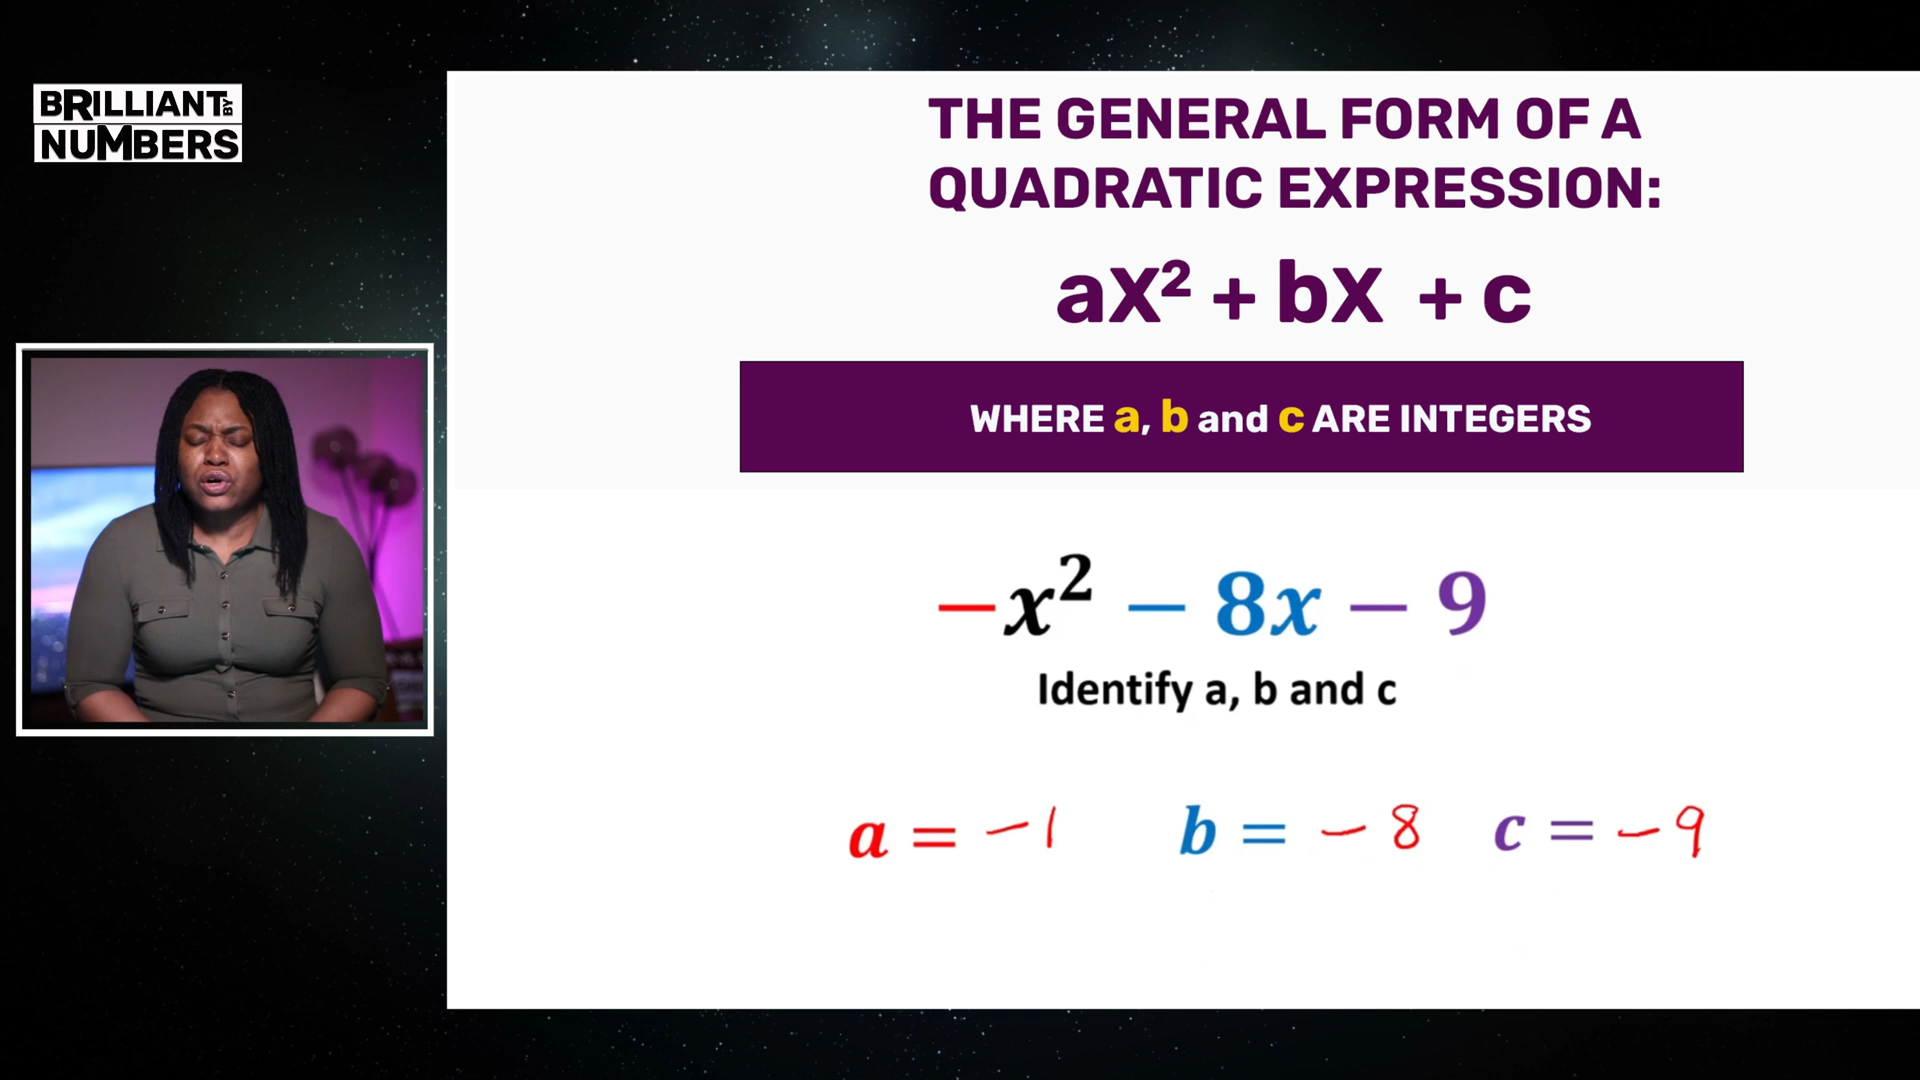 BRILLIANT BY
NUMBERS
THE GENERAL FORM OF A
QUADRATIC EXPRESSION:
aX² + bX + c
WHERE a, b and c ARE INTEGERS
−x² − 8x − 9
Identify a, b and c
a = −1 b = −8 c = −9